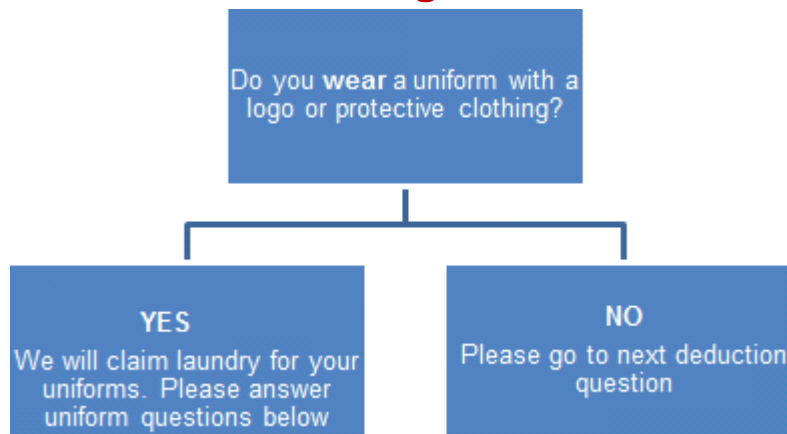 Do you wear a uniform with a
logo or protective clothing?
YES
We will claim laundry for your
uniforms. Please answer
uniform questions below
NO
Please go to next deduction
question